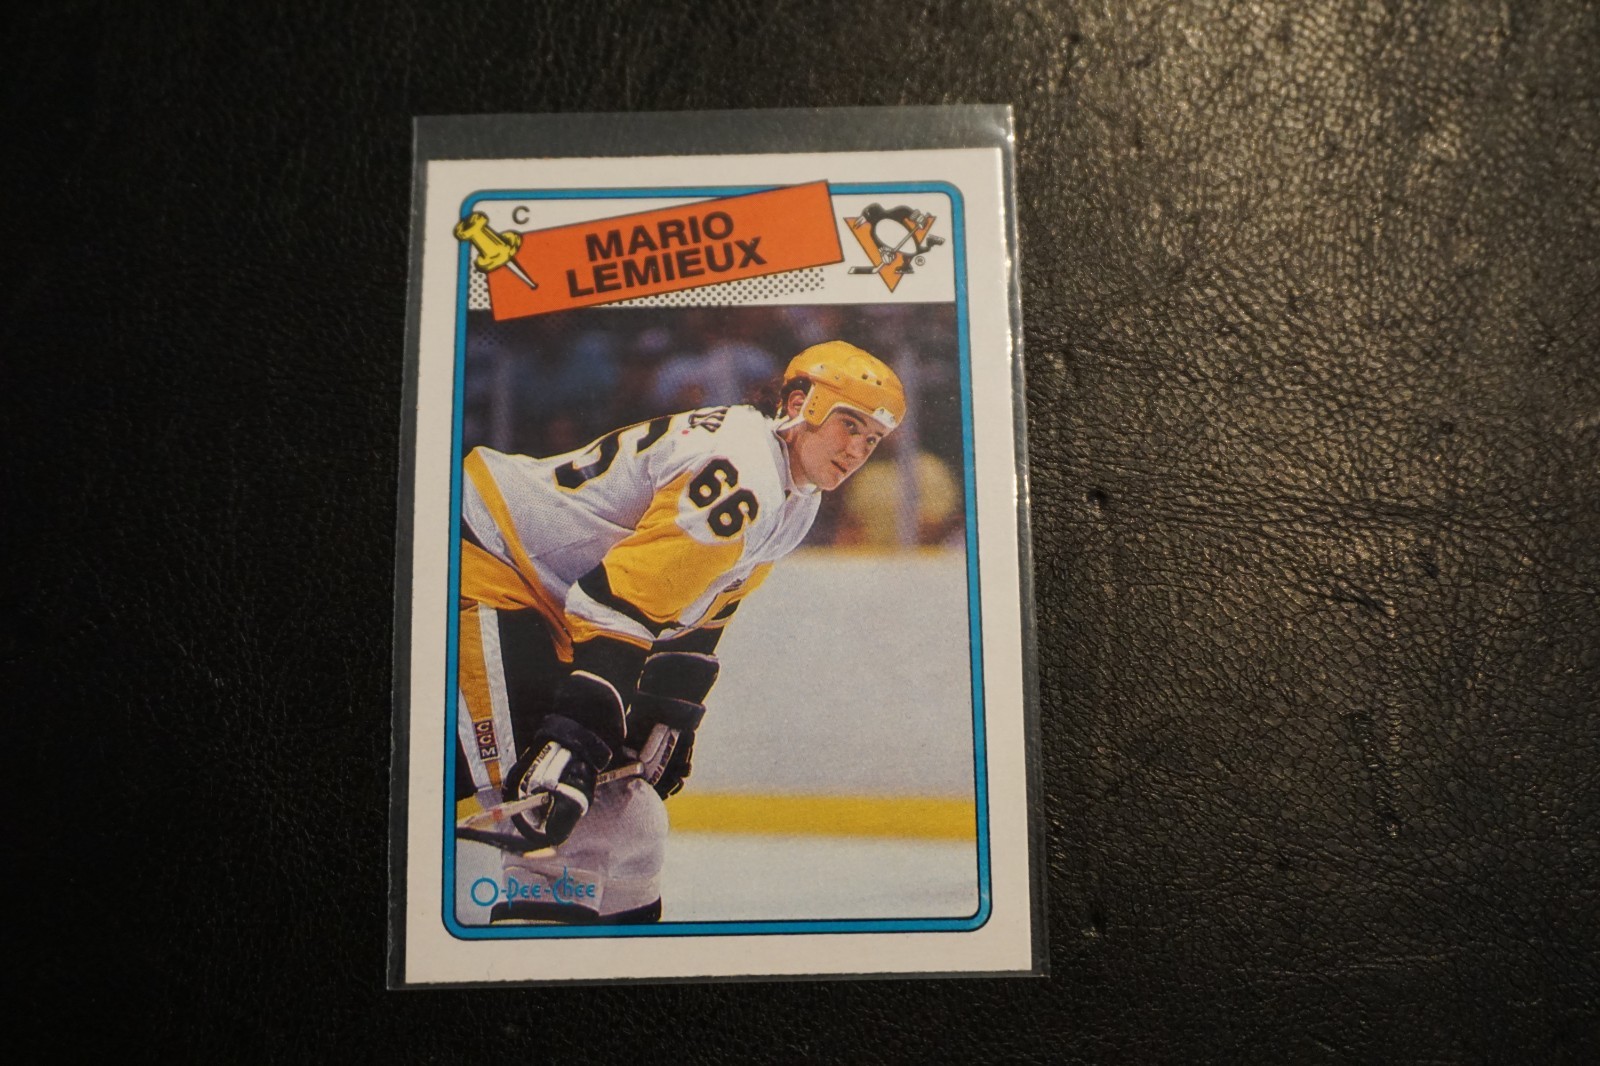 C
MARIO
LEMIEUX
®
66
CCM
O-Pee-Chee